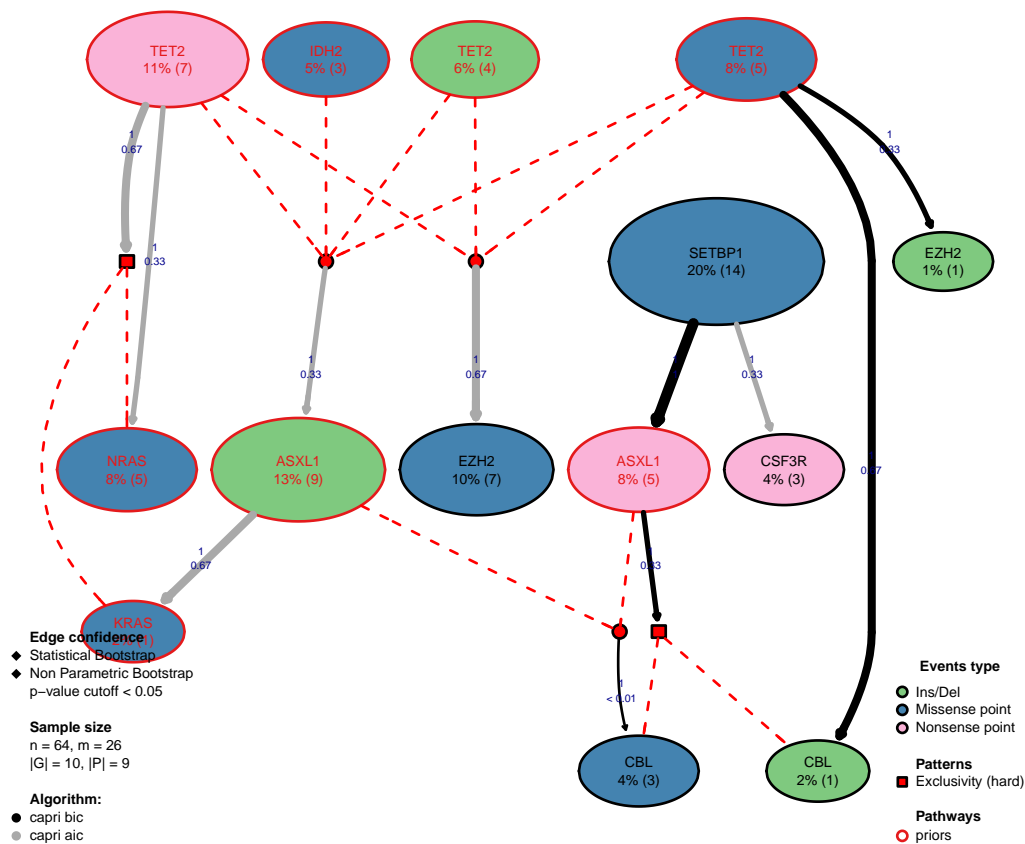 TET2
11% (7)
IDH2
5% (3)
TET2
6% (4)
TET2
8% (5)
1
0.67
1
0.33
1
0.33
SETBP1
20% (14)
EZH2
1% (1)
1
0.33
1
0.67
1
1
0.33
NRAS
8% (5)
ASXL1
13% (9)
EZH2
10% (7)
ASXL1
8% (5)
CSF3R
4% (3)
1
0.67
1
0.33
KRAS
1
< 0.01
CBL
4% (3)
CBL
2% (1)
Edge confidence
Statistical Bootstrap
Non Parametric Bootstrap
p−value cutoff < 0.05
Sample size
n = 64, m = 26
|G| = 10, |P| = 9
Algorithm:
capri bic
capri aic
Events type
Ins/Del
Missense point
Nonsense point
Patterns
Exclusivity (hard)
Pathways
priors